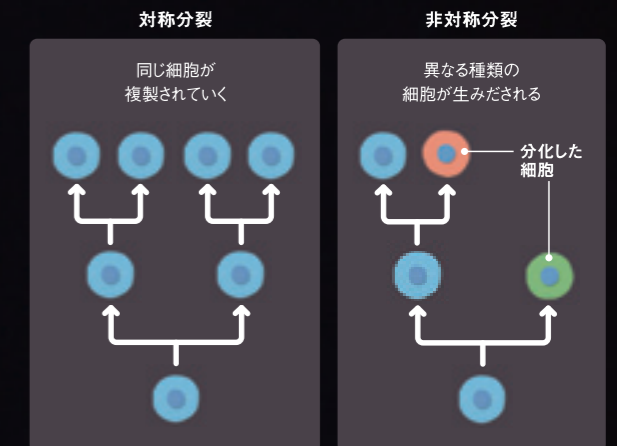 対称分裂
同じ細胞が
複製されていく
非対称分裂
異なる種類の
細胞が生みだされる
分化した
細胞